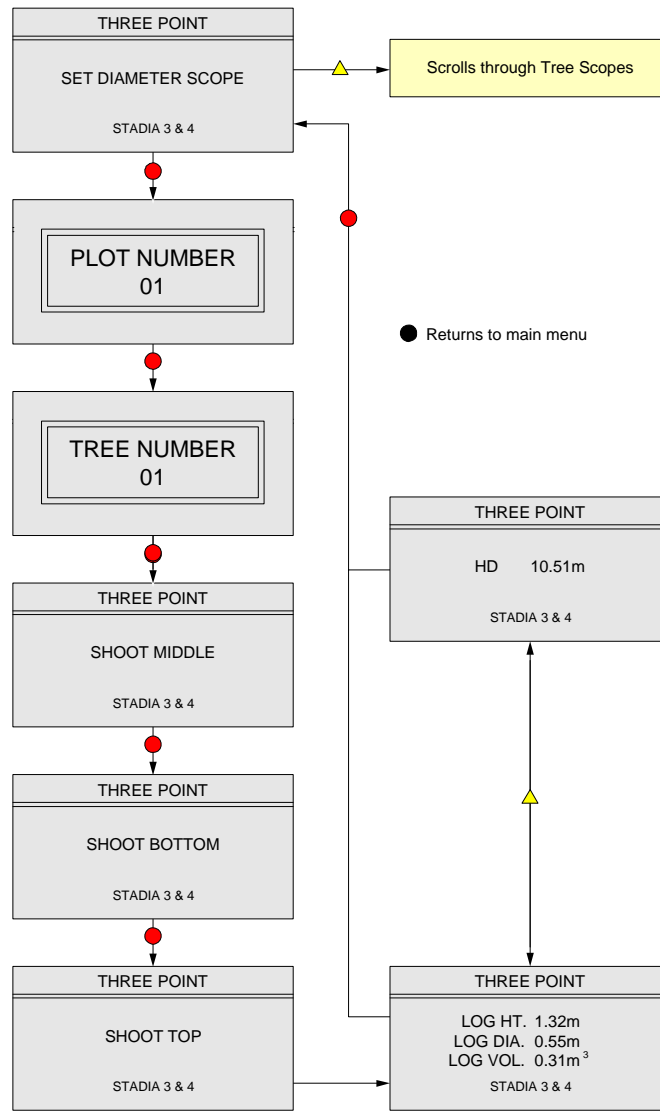 THREE POINT
SET DIAMETER SCOPE
STADIA 3 & 4
Scrolls through Tree Scopes
PLOT NUMBER
01
Returns to main menu
TREE NUMBER
01
THREE POINT
SHOOT MIDDLE
STADIA 3 & 4
THREE POINT
HD 10.51m
STADIA 3 & 4
THREE POINT
SHOOT BOTTOM
STADIA 3 & 4
THREE POINT
SHOOT TOP
STADIA 3 & 4
THREE POINT
LOG HT. 1.32m
LOG DIA. 0.55m
LOG VOL. 0.31m³
STADIA 3 & 4